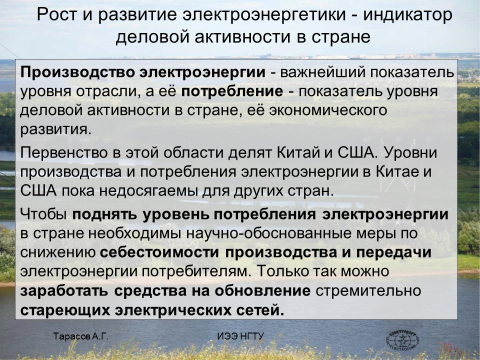 Рост и развитие электроэнергетики - индикатор
деловой активности в стране
Производство электроэнергии - важнейший показатель
уровня отрасли, а её потребление - показатель уровня
деловой активности в стране, её экономического
развития.
Первенство в этой области делят Китай и США. Уровни
производства и потребления электроэнергии в Китае и
США пока недосягаемы для других стран.
Чтобы поднять уровень потребления электроэнергии
в стране необходимы научно-обоснованные меры по
снижению себестоимости производства и передачи
электроэнергии потребителям. Только так можно
заработать средства на обновление стремительно
стареющих электрических сетей.
Тарасов А.Г. ИЭЭ НГТУ